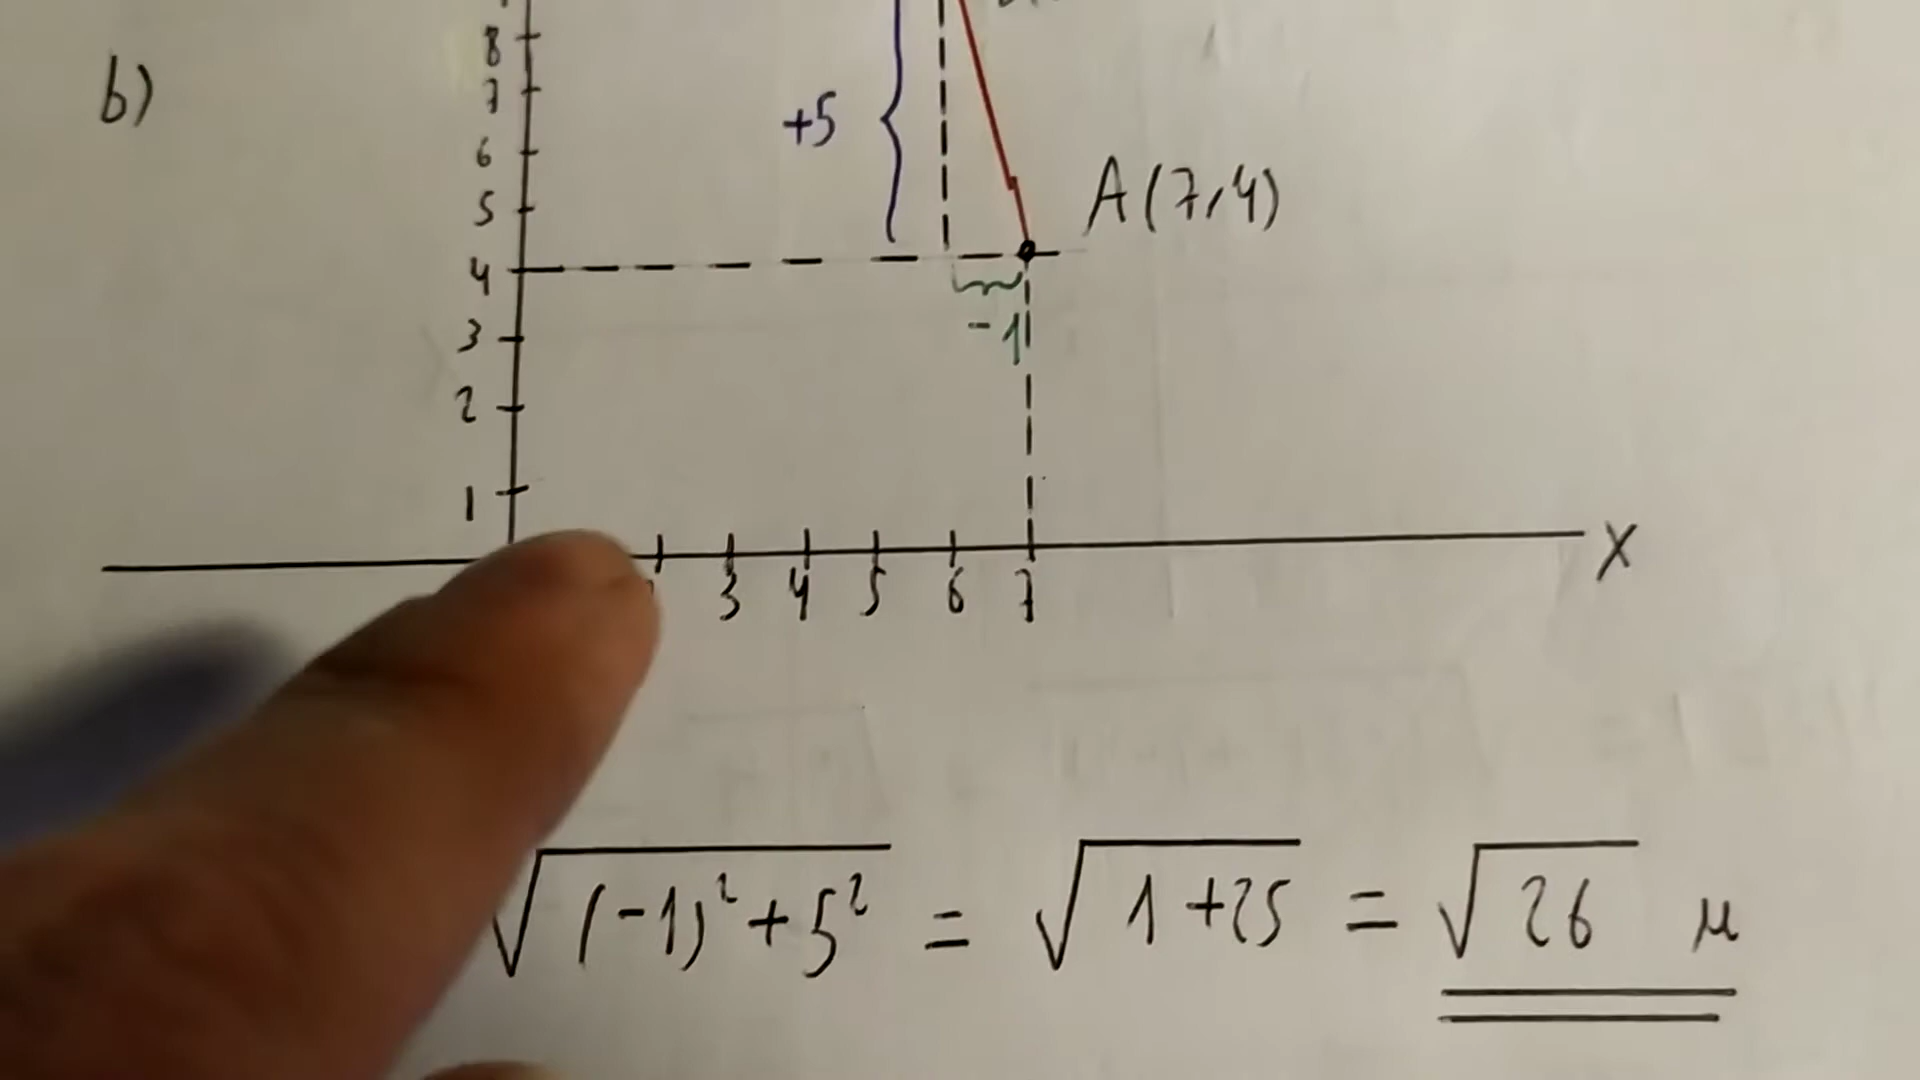 b)
8
7
+5
6
A(7,4)
5
4
-1
3
2
1
X
3 4 5 6 7
√(-1)² + 5² = √1+25 = √26 u